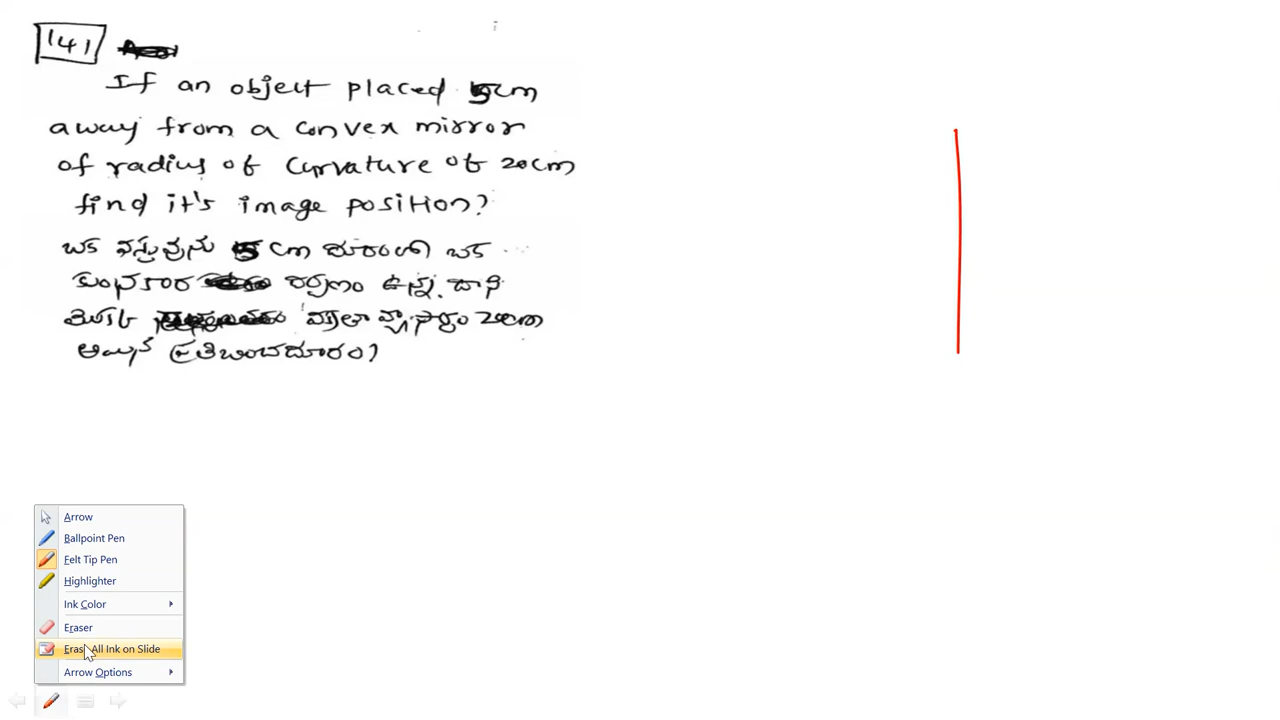 141
If an object placed 5cm
away from a convex mirror
of radius of curvature of 20cm
find it's image position?
ఒక వస్తువును 5 cm దూరంలో ఒక
కుంభాకార దర్పణం ఉన్న దాని
వక్రతా వ్యాసార్ధం 20cm
అయిన ప్రతిబింబదూరం?
Arrow
Ballpoint Pen
Felt Tip Pen
Highlighter
Ink Color
Eraser
Erase All Ink on Slide
Arrow Options